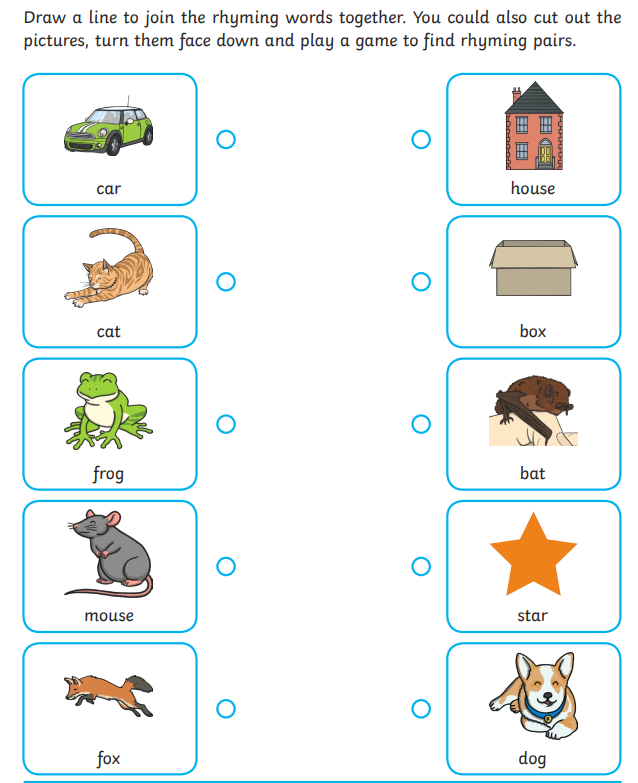 Draw a line to join the rhyming words together. You could also cut out the
pictures, turn them face down and play a game to find rhyming pairs.
car
house
cat
box
frog
bat
mouse
star
fox
dog